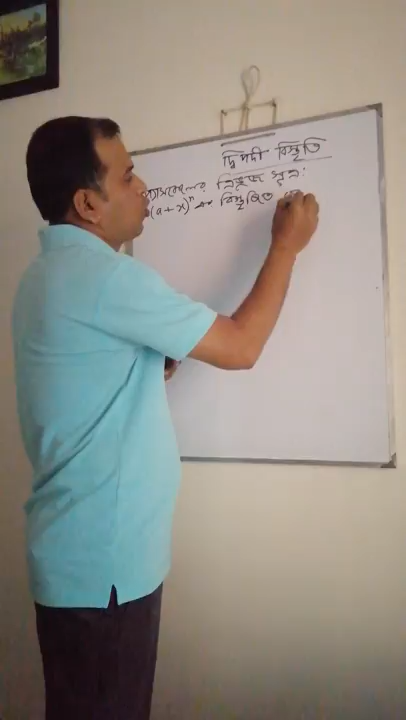 দ্বিপদী বিস্তৃতি
প্যাসকেলের ত্রিভুজ সূত্র:
(a+x)ⁿ এর বিস্তৃতিতে